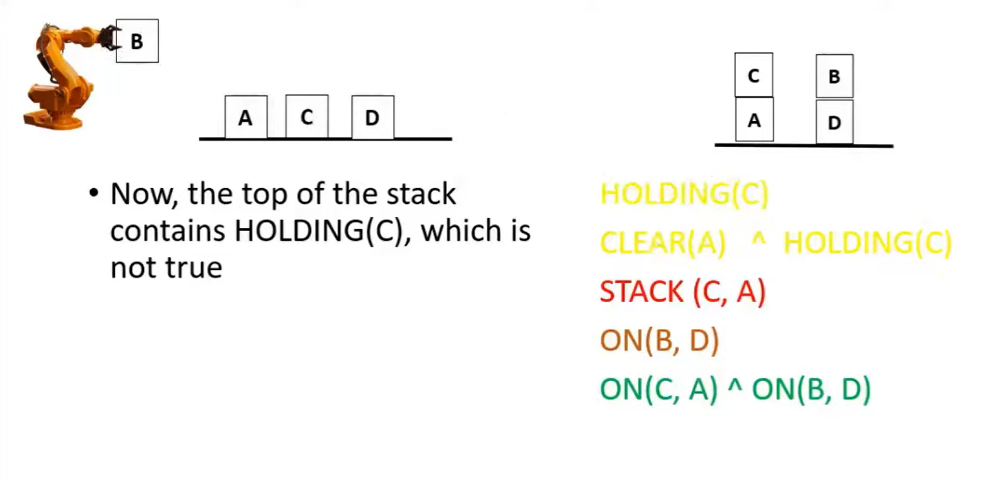 B
A C D
C B
A D
• Now, the top of the stack
contains HOLDING(C), which is
not true
HOLDING(C)
CLEAR(A) ^ HOLDING(C)
STACK (C, A)
ON(B, D)
ON(C, A) ^ ON(B, D)